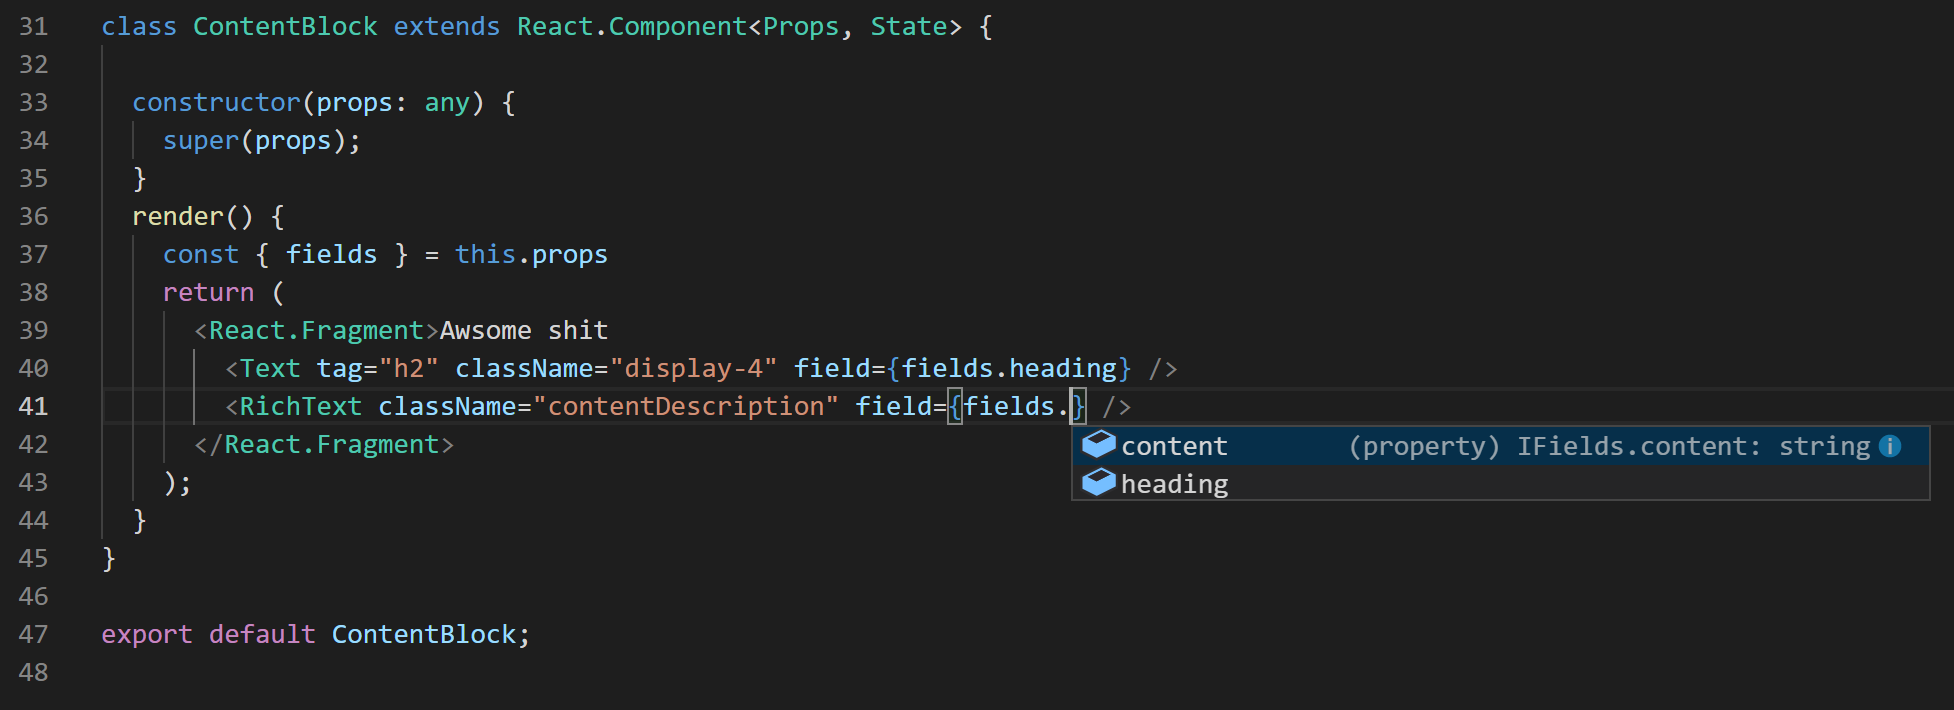 31 class ContentBlock extends React.Component<Props, State> {
32
33 constructor(props: any) {
34 super(props);
35 }
36 render() {
37 const { fields } = this.props
38 return (
39 <React.Fragment>Awsome shit
40 <Text tag="h2" className="display-4" field={fields.heading} />
41 <RichText className="contentDescription" field={fields.} />
42 </React.Fragment>
content (property) IFields.content: string i
43 );
heading
44 }
45 }
46
47 export default ContentBlock;
48